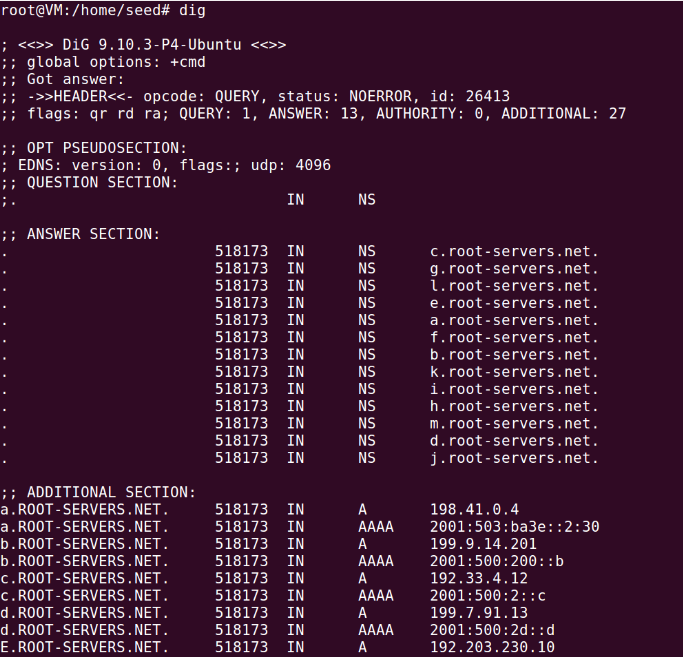 root@VM:/home/seed# dig
; <<>> DiG 9.10.3-P4-Ubuntu <<>>
;; global options: +cmd
;; Got answer:
;; ->>HEADER<<- opcode: QUERY, status: NOERROR, id: 26413
;; flags: qr rd ra; QUERY: 1, ANSWER: 13, AUTHORITY: 0, ADDITIONAL: 27
;; OPT PSEUDOSECTION:
; EDNS: version: 0, flags:; udp: 4096
;; QUESTION SECTION:
;. IN NS
;; ANSWER SECTION:
. 518173 IN NS c.root-servers.net.
. 518173 IN NS g.root-servers.net.
. 518173 IN NS l.root-servers.net.
. 518173 IN NS e.root-servers.net.
. 518173 IN NS a.root-servers.net.
. 518173 IN NS f.root-servers.net.
. 518173 IN NS b.root-servers.net.
. 518173 IN NS k.root-servers.net.
. 518173 IN NS i.root-servers.net.
. 518173 IN NS h.root-servers.net.
. 518173 IN NS m.root-servers.net.
. 518173 IN NS d.root-servers.net.
. 518173 IN NS j.root-servers.net.
;; ADDITIONAL SECTION:
a.ROOT-SERVERS.NET. 518173 IN A 198.41.0.4
a.ROOT-SERVERS.NET. 518173 IN AAAA 2001:503:ba3e::2:30
b.ROOT-SERVERS.NET. 518173 IN A 199.9.14.201
b.ROOT-SERVERS.NET. 518173 IN AAAA 2001:500:200::b
c.ROOT-SERVERS.NET. 518173 IN A 192.33.4.12
c.ROOT-SERVERS.NET. 518173 IN AAAA 2001:500:2::c
d.ROOT-SERVERS.NET. 518173 IN A 199.7.91.13
d.ROOT-SERVERS.NET. 518173 IN AAAA 2001:500:2d::d
E.ROOT-SERVERS.NET. 518173 IN A 192.203.230.10